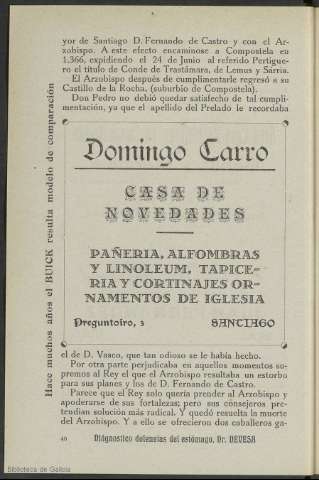 yor de Santiago D. Fernando de Castro y con el Ar-
zobispo. A este efecto encaminose a Compostela en
1.366, expidiendo el 24 de Junio al referido Pertigue-
ro el título de Conde de Trastámara, de Lemus y Sarria.
El Arzobispo después de cumplimentarle regresó a su
Castillo de la Rocha. (suburbio de Compostela).
Don Pedro no debió quedar satisfecho de tal cumpli-
mentación, ya que el apellido del Prelado le recordaba
Domingo Carro
CASA DE
NOVEDADES
PAÑERIA, ALFOMBRAS
Y LINOLEUM, TAPICE-
RIA Y CORTINAJES OR-
NAMENTOS DE IGLESIA
Preguntoiro, 3 SANCIAGO
el de D. Vasco, que tan odioso se le había hecho.
Por otra parte perjudicaba en aquellos momentos su-
premos al Rey el que el Arzobispo resultaba un estorbo
para sus planes y los de D. Fernando de Castro.
Parece que el Rey solo quería prender al Arzobispo y
apoderarse de sus fortalezas; pero sus consejeros pre-
tendían solución más radical. Y quedó resuelta la muerte
del Arzobispo. Y a ello se ofrecieron dos caballeros ga-
40 Diagnostico dolencias del estómago, Dr. DEVESA
Hace muchos años el BUICK resulta modelo de comparación
Biblioteca de Galicia